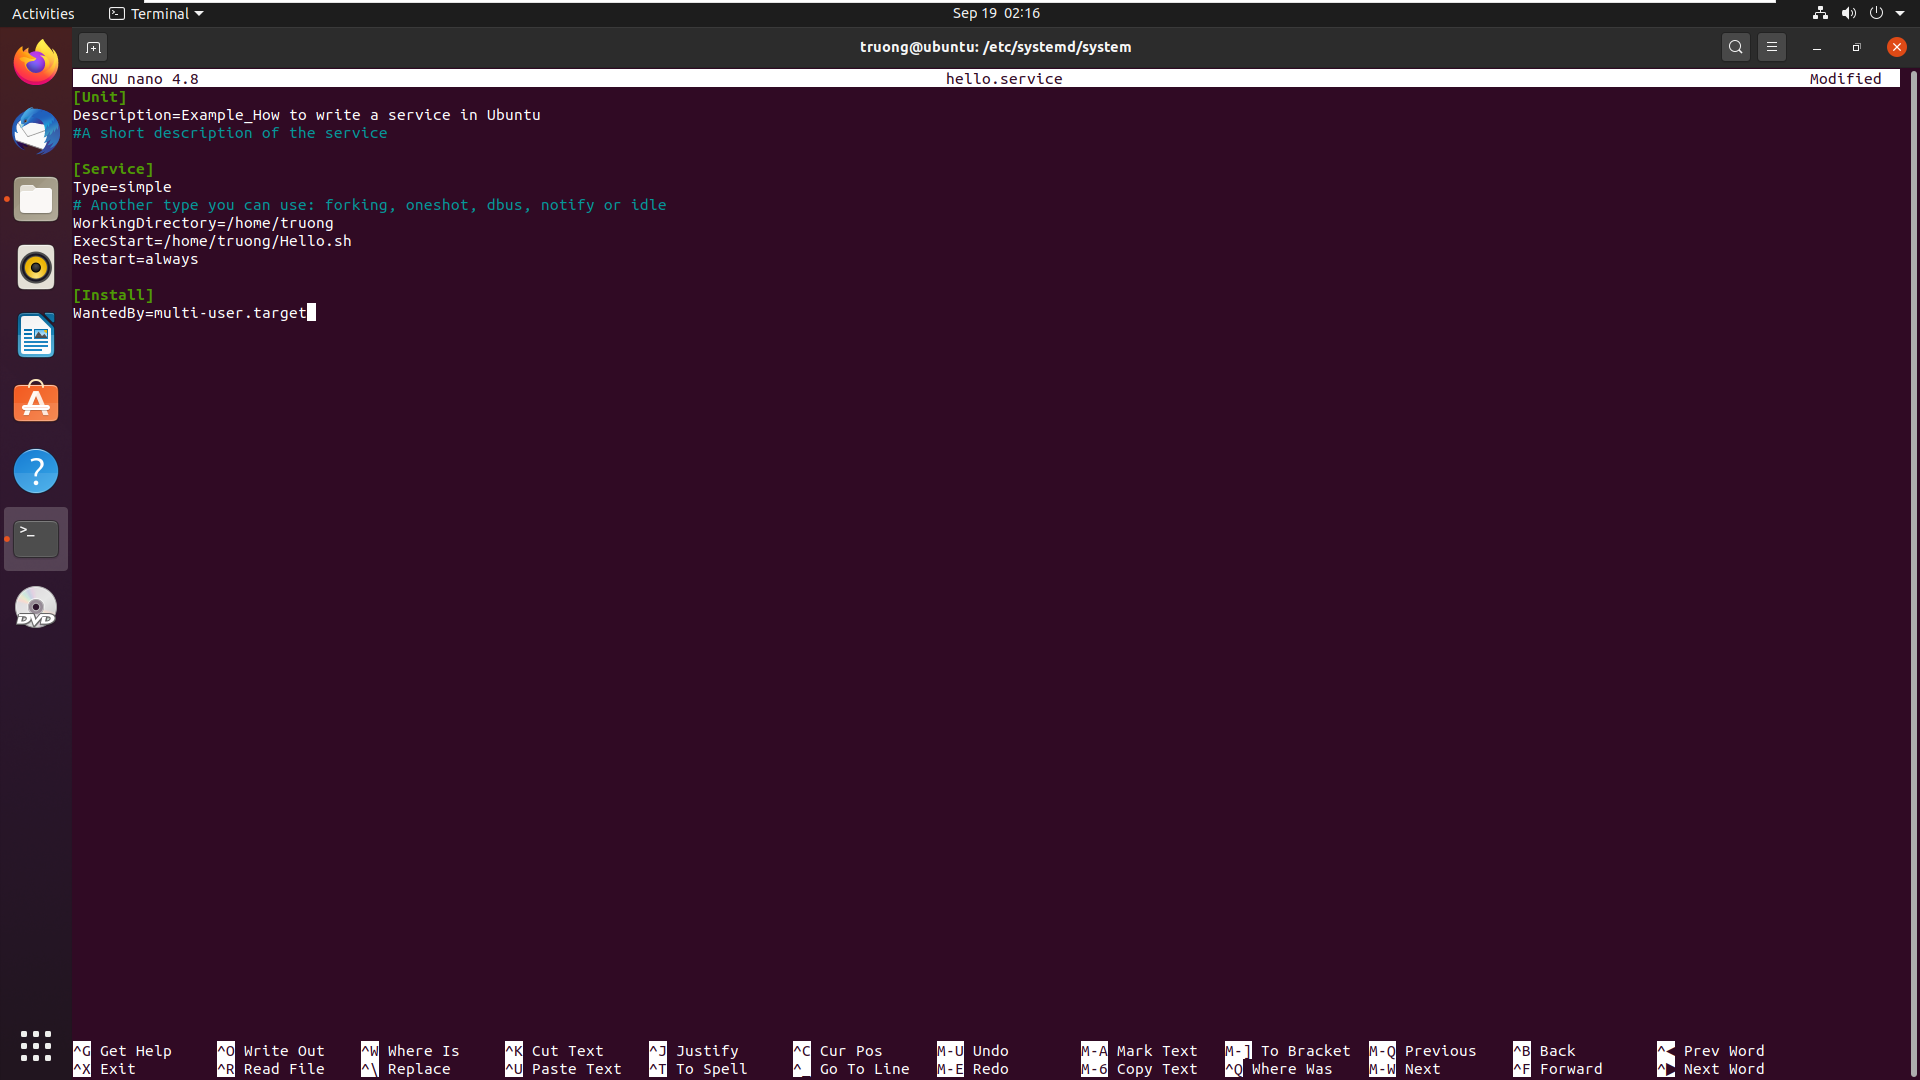 Activities
Terminal
Sep 19 02:16
truong@ubuntu: /etc/systemd/system
GNU nano 4.8 hello.service Modified
[Unit]
Description=Example_How to write a service in Ubuntu
#A short description of the service
[Service]
Type=simple
# Another type you can use: forking, oneshot, dbus, notify or idle
WorkingDirectory=/home/truong
ExecStart=/home/truong/Hello.sh
Restart=always
[Install]
WantedBy=multi-user.target
>_
?
DVD
^G Get Help ^O Write Out ^W Where Is ^K Cut Text ^J Justify ^C Cur Pos M-U Undo M-A Mark Text M-] To Bracket M-Q Previous ^B Back ^◀ Prev Word
^X Exit ^R Read File ^\ Replace ^U Paste Text ^T To Spell ^_ Go To Line M-E Redo M-6 Copy Text ^Q Where Was M-W Next ^F Forward ^▶ Next Word